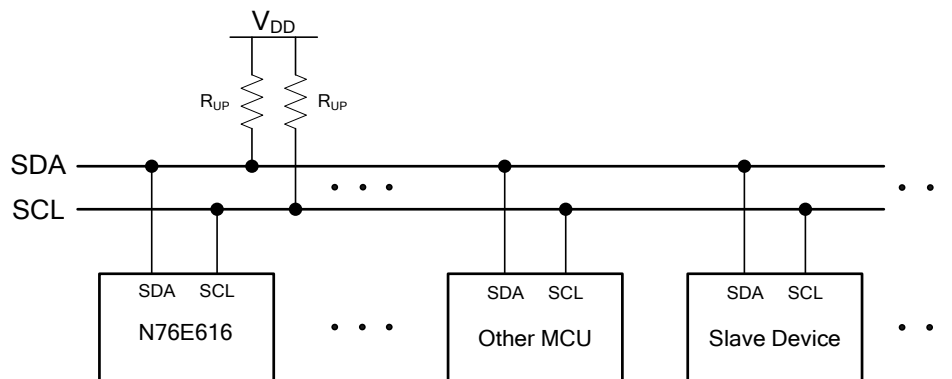 VDD
RUP RUP
SDA
SCL
SDA SCL SDA SCL SDA SCL
N76E616 Other MCU Slave Device